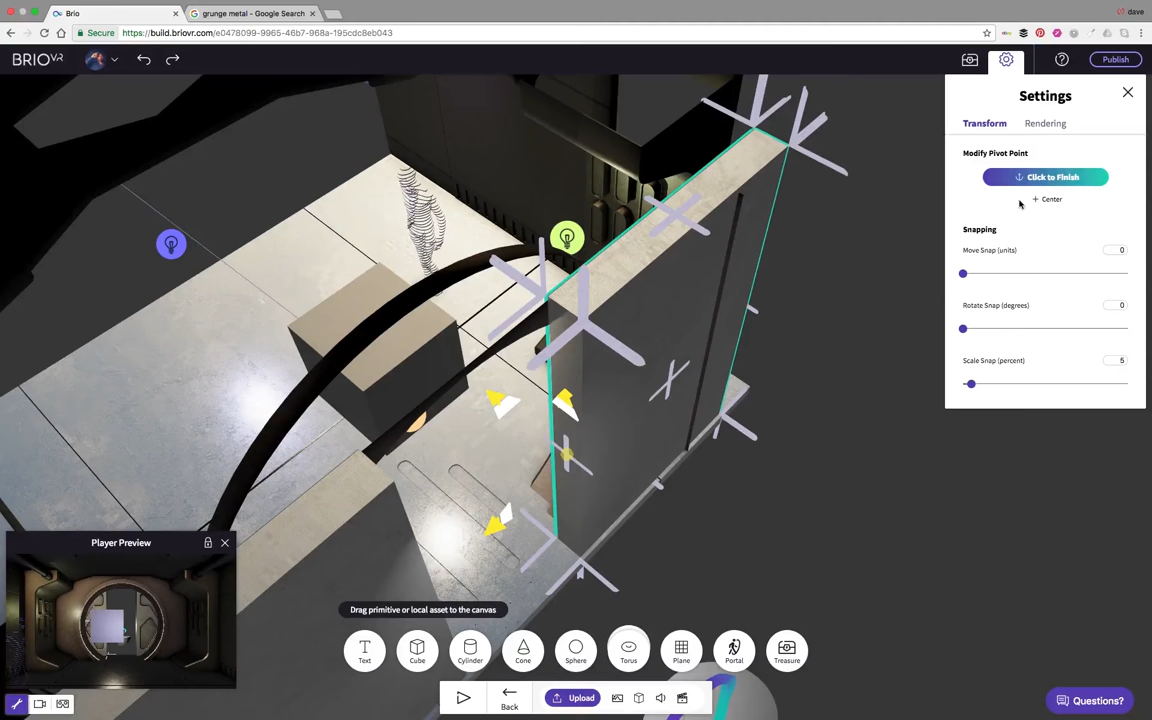 Brio
grunge metal - Google Search
dave
Secure
https://build.briovr.com/e0478099-9965-46b7-968a-195cdc8eb043
BRIOVR
Publish
Settings
Transform
Rendering
Modify Pivot Point
Click to Finish
+ Center
Snapping
Move Snap (units)
0
Rotate Snap (degrees)
0
Scale Snap (percent)
5
Player Preview
Drag primitive or local asset to the canvas
Text
Cube
Cylinder
Cone
Sphere
Torus
Plane
Portal
Treasure
Back
Upload
Questions?